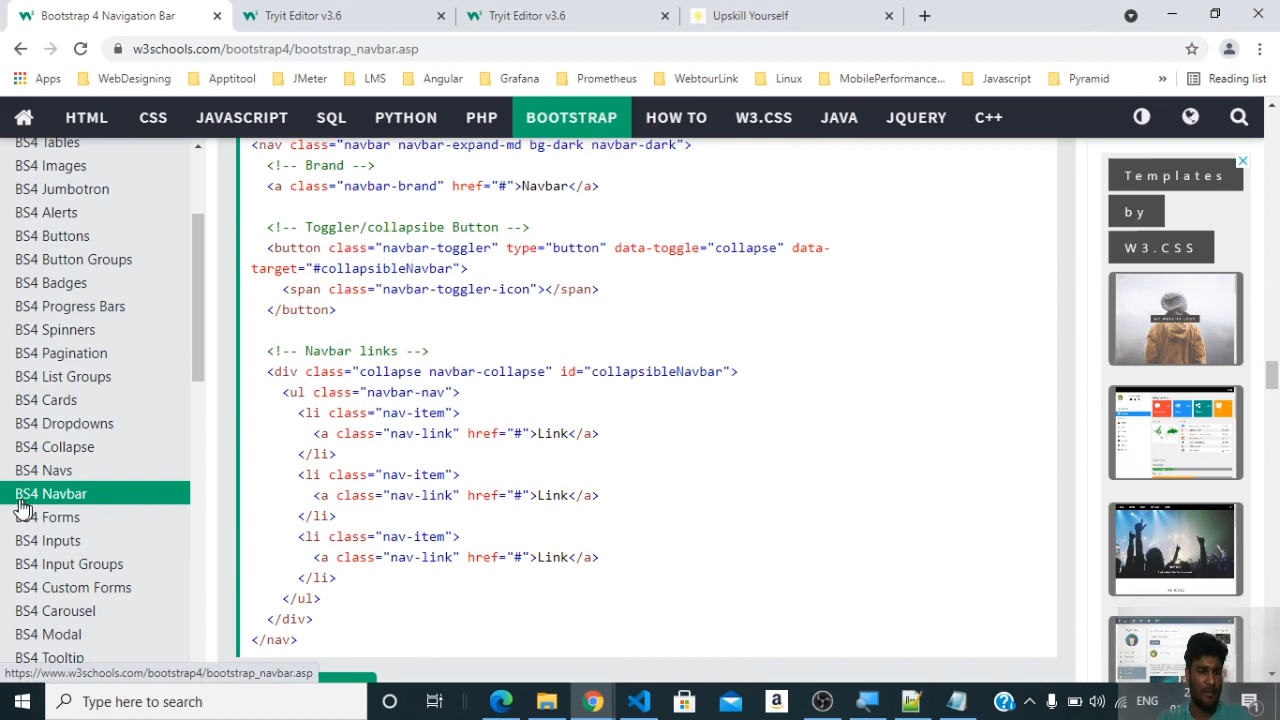 Bootstrap 4 Navigation Bar
Tryit Editor v3.6
Tryit Editor v3.6
Upskill Yourself
w3schools.com/bootstrap4/bootstrap_navbar.asp
Apps
WebDesigning
Apptitool
JMeter
LMS
Angular
Grafana
Prometheus
WebtourLink
Linux
MobilePerformance...
Javascript
Pyramid
»
Reading list
HTML
CSS
JAVASCRIPT
SQL
PYTHON
PHP
BOOTSTRAP
HOW TO
W3.CSS
JAVA
JQUERY
C++
BS4 Tables
BS4 Images
BS4 Jumbotron
BS4 Alerts
BS4 Buttons
BS4 Button Groups
BS4 Badges
BS4 Progress Bars
BS4 Spinners
BS4 Pagination
BS4 List Groups
BS4 Cards
BS4 Dropdowns
BS4 Collapse
BS4 Navs
BS4 Navbar
BS4 Forms
BS4 Inputs
BS4 Input Groups
BS4 Custom Forms
BS4 Carousel
BS4 Modal
BS4 Tooltip
<nav class="navbar navbar-expand-md bg-dark navbar-dark">
<!-- Brand -->
<a class="navbar-brand" href="#">Navbar</a>
<!-- Toggler/collapsibe Button -->
<button class="navbar-toggler" type="button" data-toggle="collapse" data-
target="#collapsibleNavbar">
<span class="navbar-toggler-icon"></span>
</button>
<!-- Navbar links -->
<div class="collapse navbar-collapse" id="collapsibleNavbar">
<ul class="navbar-nav">
<li class="nav-item">
<a class="nav-link" href="#">Link</a>
</li>
<li class="nav-item">
<a class="nav-link" href="#">Link</a>
</li>
<li class="nav-item">
<a class="nav-link" href="#">Link</a>
</li>
</ul>
</div>
</nav>
Templates
by
W3.CSS
https://www.w3schools.com/bootstrap4/bootstrap_navbar.asp
Type here to search
ENG